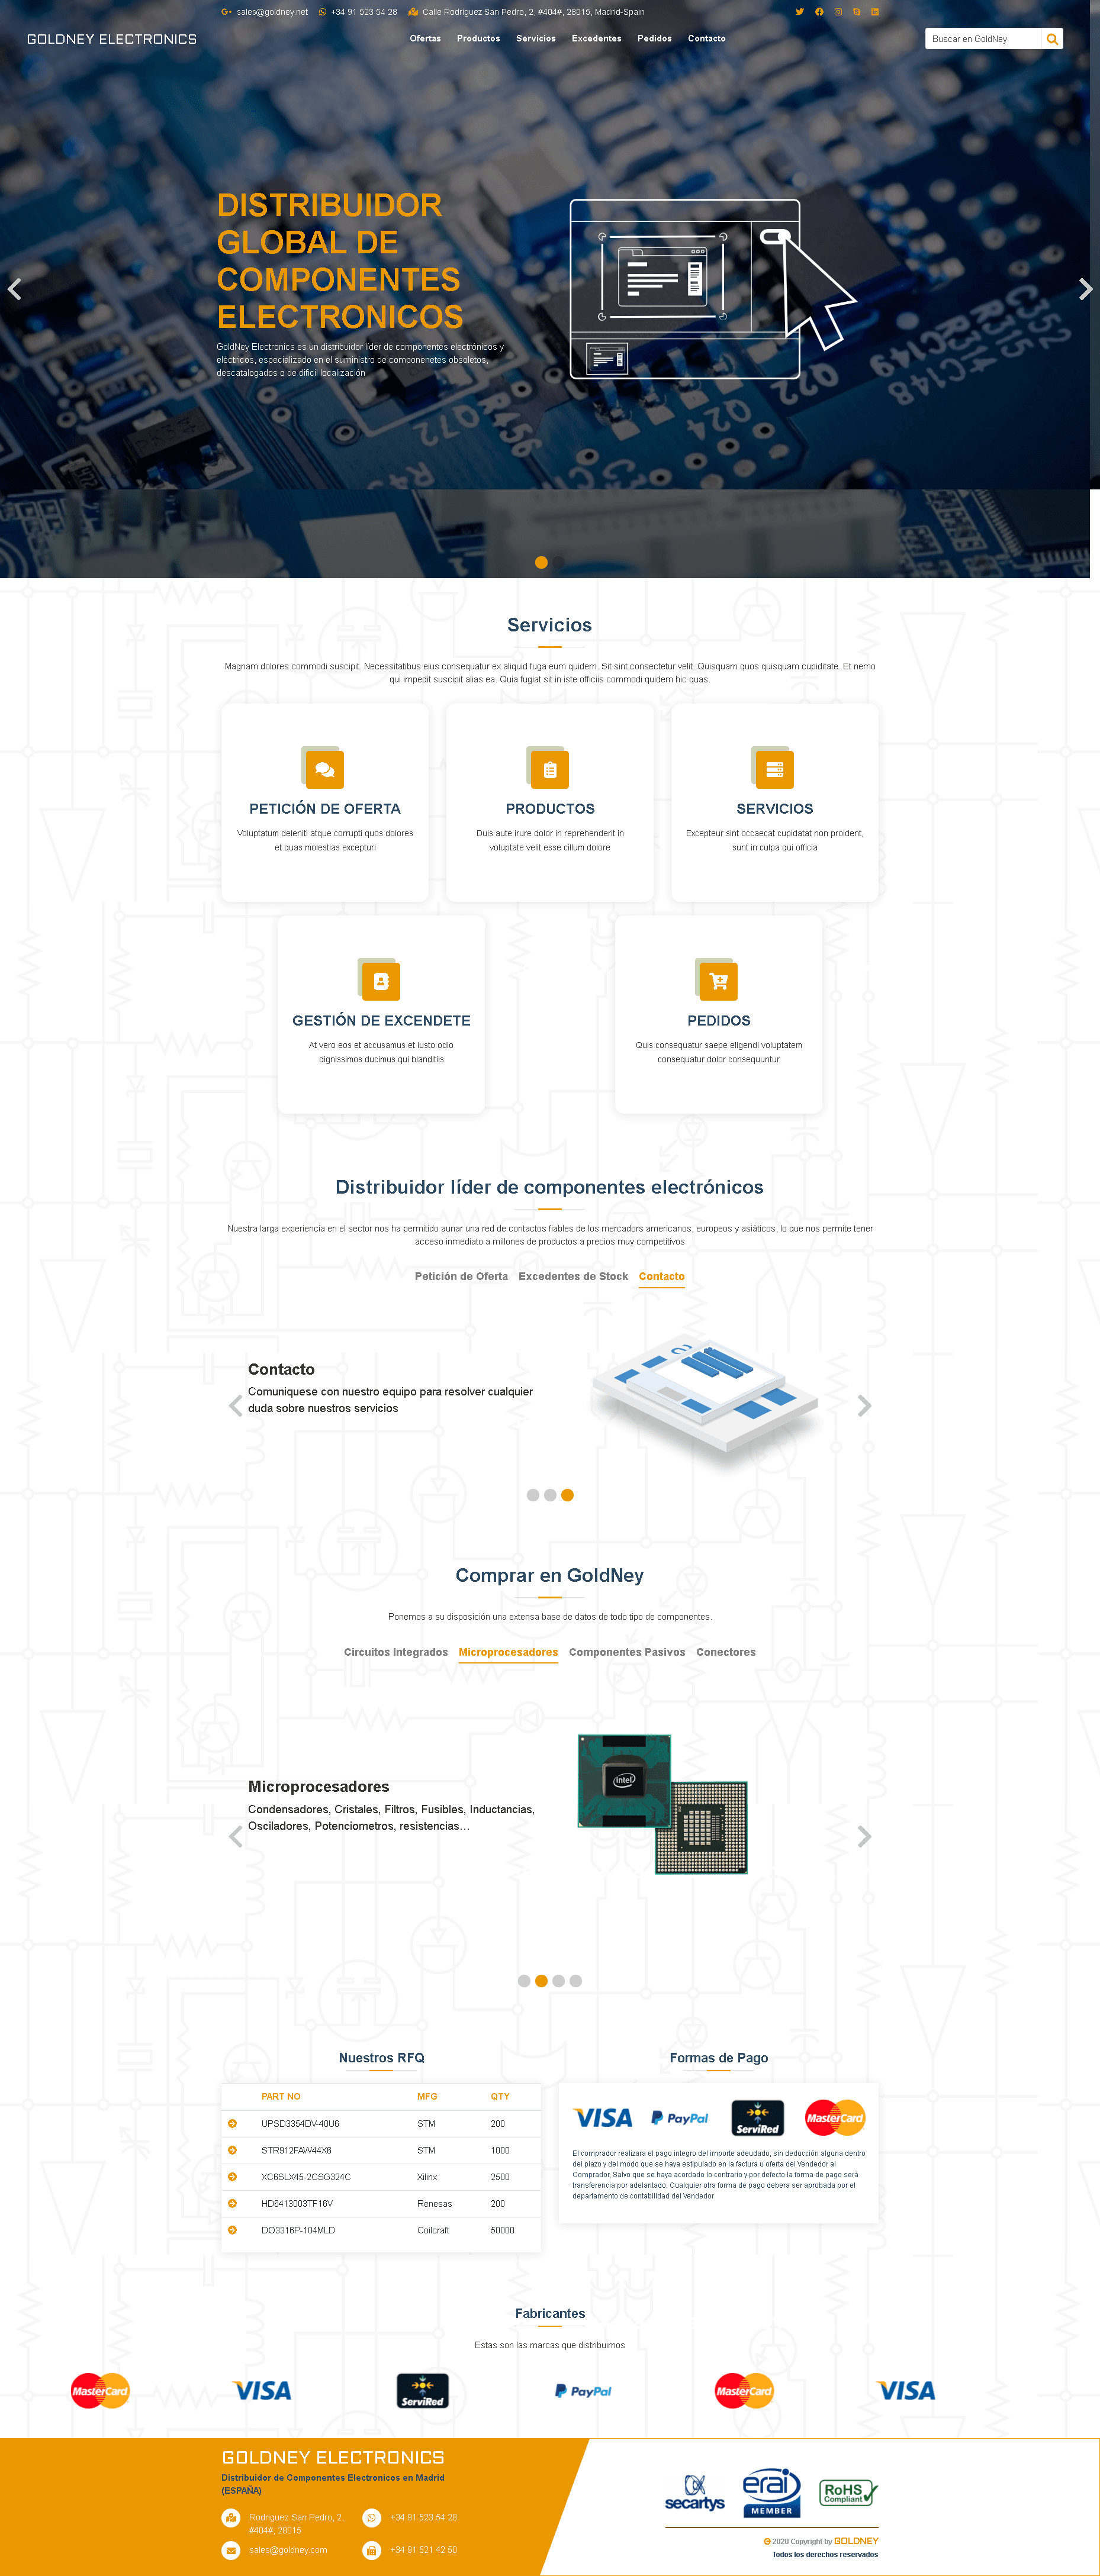 sales@goldney.net +34 91 523 54 28 Calle Rodriguez San Pedro, 2, #404#, 28015, Madrid-Spain
GOLDNEY ELECTRONICS
Ofertas Productos Servicios Excedentes Pedidos Contacto
Buscar en GoldNey
DISTRIBUIDOR
GLOBAL DE
COMPONENTES
ELECTRONICOS
GoldNey Electronics es un distribuidor líder de componentes electrónicos y
eléctricos, especializado en el suministro de componenetes obsoletos,
descatalogados o de dificil localización
Servicios
Magnam dolores commodi suscipit. Necessitatibus eius consequatur ex aliquid fuga eum quidem. Sit sint consectetur velit. Quisquam quos quisquam cupiditate. Et nemo
qui impedit suscipit alias ea. Quia fugiat sit in iste officiis commodi quidem hic quas.
PETICIÓN DE OFERTA
Voluptatum deleniti atque corrupti quos dolores
et quas molestias excepturi
PRODUCTOS
Duis aute irure dolor in reprehenderit in
voluptate velit esse cillum dolore
SERVICIOS
Excepteur sint occaecat cupidatat non proident,
sunt in culpa qui officia
GESTIÓN DE EXCENDETE
At vero eos et accusamus et iusto odio
dignissimos ducimus qui blanditiis
PEDIDOS
Quis consequatur saepe eligendi voluptatem
consequatur dolor consequuntur
Distribuidor líder de componentes electrónicos
Nuestra larga experiencia en el sector nos ha permitido aunar una red de contactos fiables de los mercadors americanos, europeos y asiáticos, lo que nos permite tener
acceso inmediato a millones de productos a precios muy competitivos
Petición de Oferta Excedentes de Stock Contacto
Contacto
Comuniquese con nuestro equipo para resolver cualquier
duda sobre nuestros servicios
Comprar en GoldNey
Ponemos a su disposición una extensa base de datos de todo tipo de componentes.
Circuitos Integrados Microprocesadores Componentes Pasivos Conectores
Microprocesadores
Condensadores, Cristales, Filtros, Fusibles, Inductancias,
Osciladores, Potenciometros, resistencias...
intel
Nuestros RFQ
PART NO MFG QTY
UPSD3354DV-40U6 STM 200
STR912FAW44X6 STM 1000
XC6SLX45-2CSG324C Xilinx 2500
HD6413003TF16V Renesas 200
DO3316P-104MLD Coilcraft 50000
Formas de Pago
VISA PayPal ServiRed MasterCard
El comprador realizara el pago integro del importe adeudado, sin deducción alguna dentro
del plazo y del modo que se haya estipulado en la factura u oferta del Vendedor al
Comprador, Salvo que se haya acordado lo contrario y por defecto la forma de pago será
transferencia por adelantado. Cualquier otra forma de pago debera ser aprobada por el
departamento de contabilidad del Vendedor
Fabricantes
Estas son las marcas que distribuimos
MasterCard VISA ServiRed PayPal MasterCard VISA
GOLDNEY ELECTRONICS
Distribuidor de Componentes Electronicos en Madrid
(ESPAÑA)
Rodriguez San Pedro, 2,
#404#, 28015
+34 91 523 54 28
sales@goldney.com
+34 91 521 42 50
secartys
erai
MEMBER
RoHS
Compliant
2020 Copyright by GOLDNEY
Todos los derechos reservados